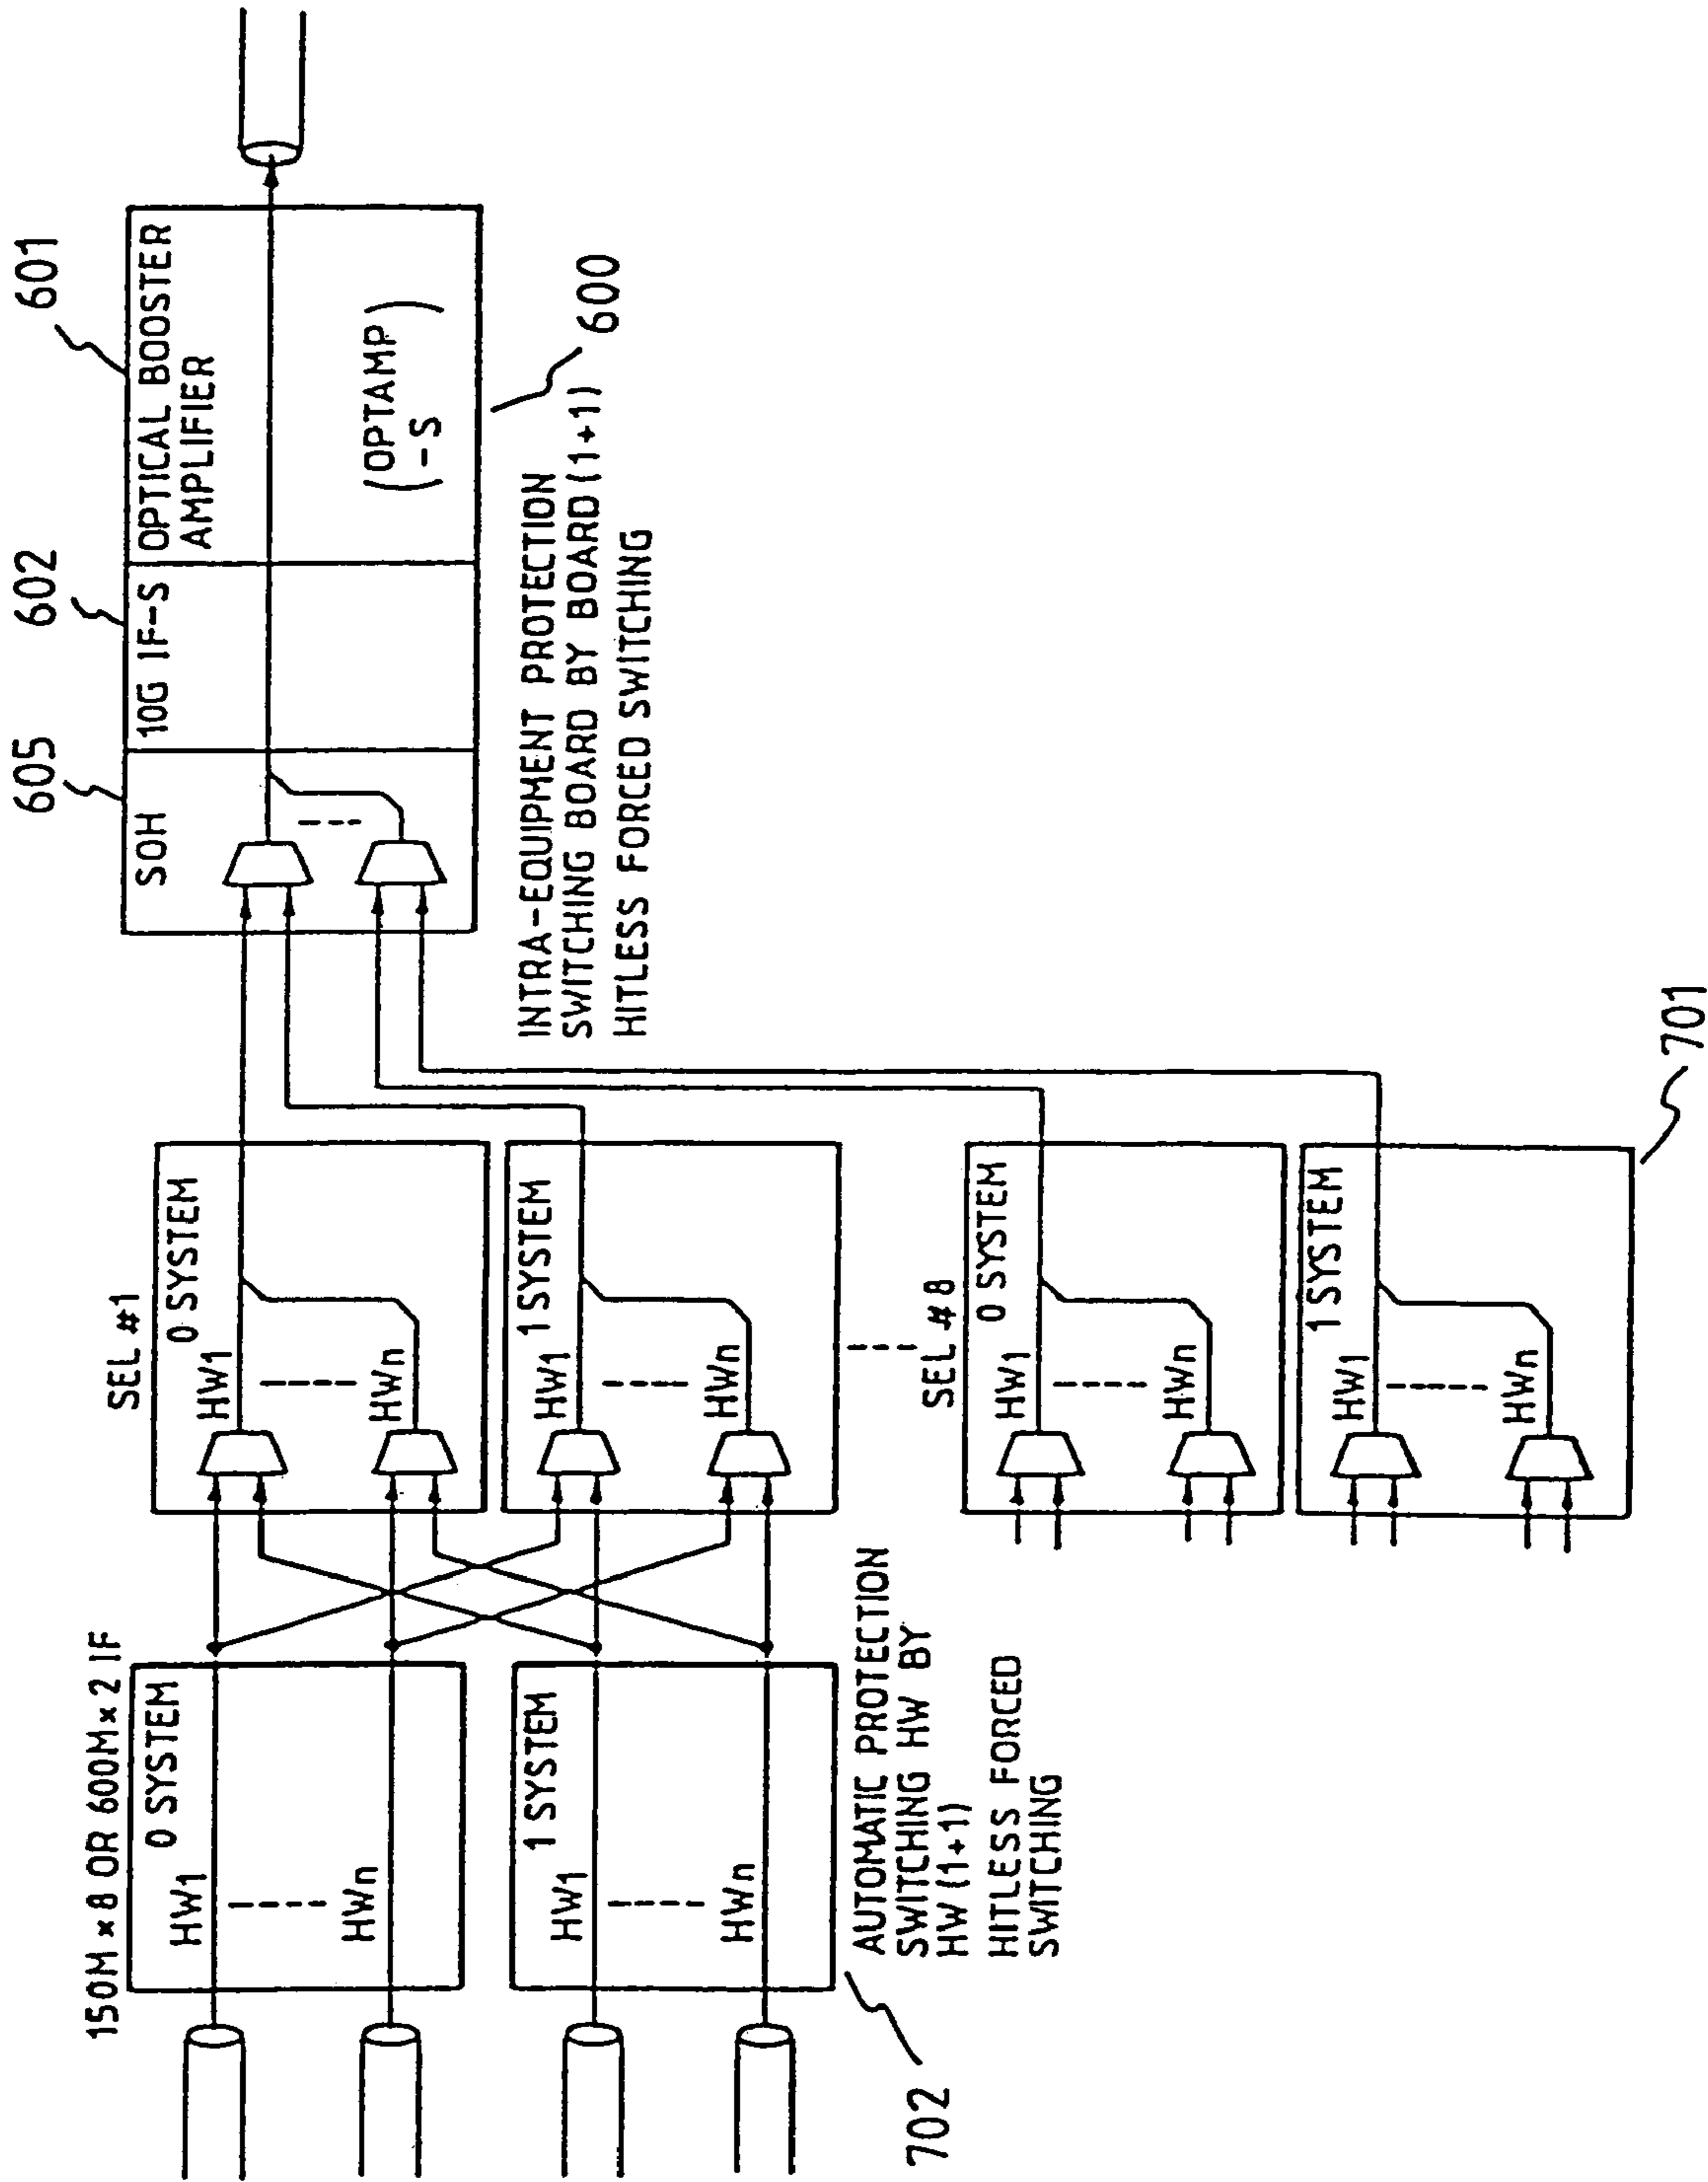 150M×8 OR 600M×2 IF
0 SYSTEM
HW1
HWn
1 SYSTEM
HW1
HWn
702
AUTOMATIC PROTECTION
SWITCHING HW BY
HW (1+1)
HITLESS FORCED
SWITCHING
SEL #1
0 SYSTEM
HW1
HWn
1 SYSTEM
HW1
HWn
SEL #8
0 SYSTEM
HW1
HWn
1 SYSTEM
HW1
HWn
701
605
602
601
SOH
10G IF-S
OPTICAL BOOSTER
AMPLIFIER
(OPTAMP
-S)
600
INTRA-EQUIPMENT PROTECTION
SWITCHING BOARD BY BOARD (1+1)
HITLESS FORCED SWITCHING